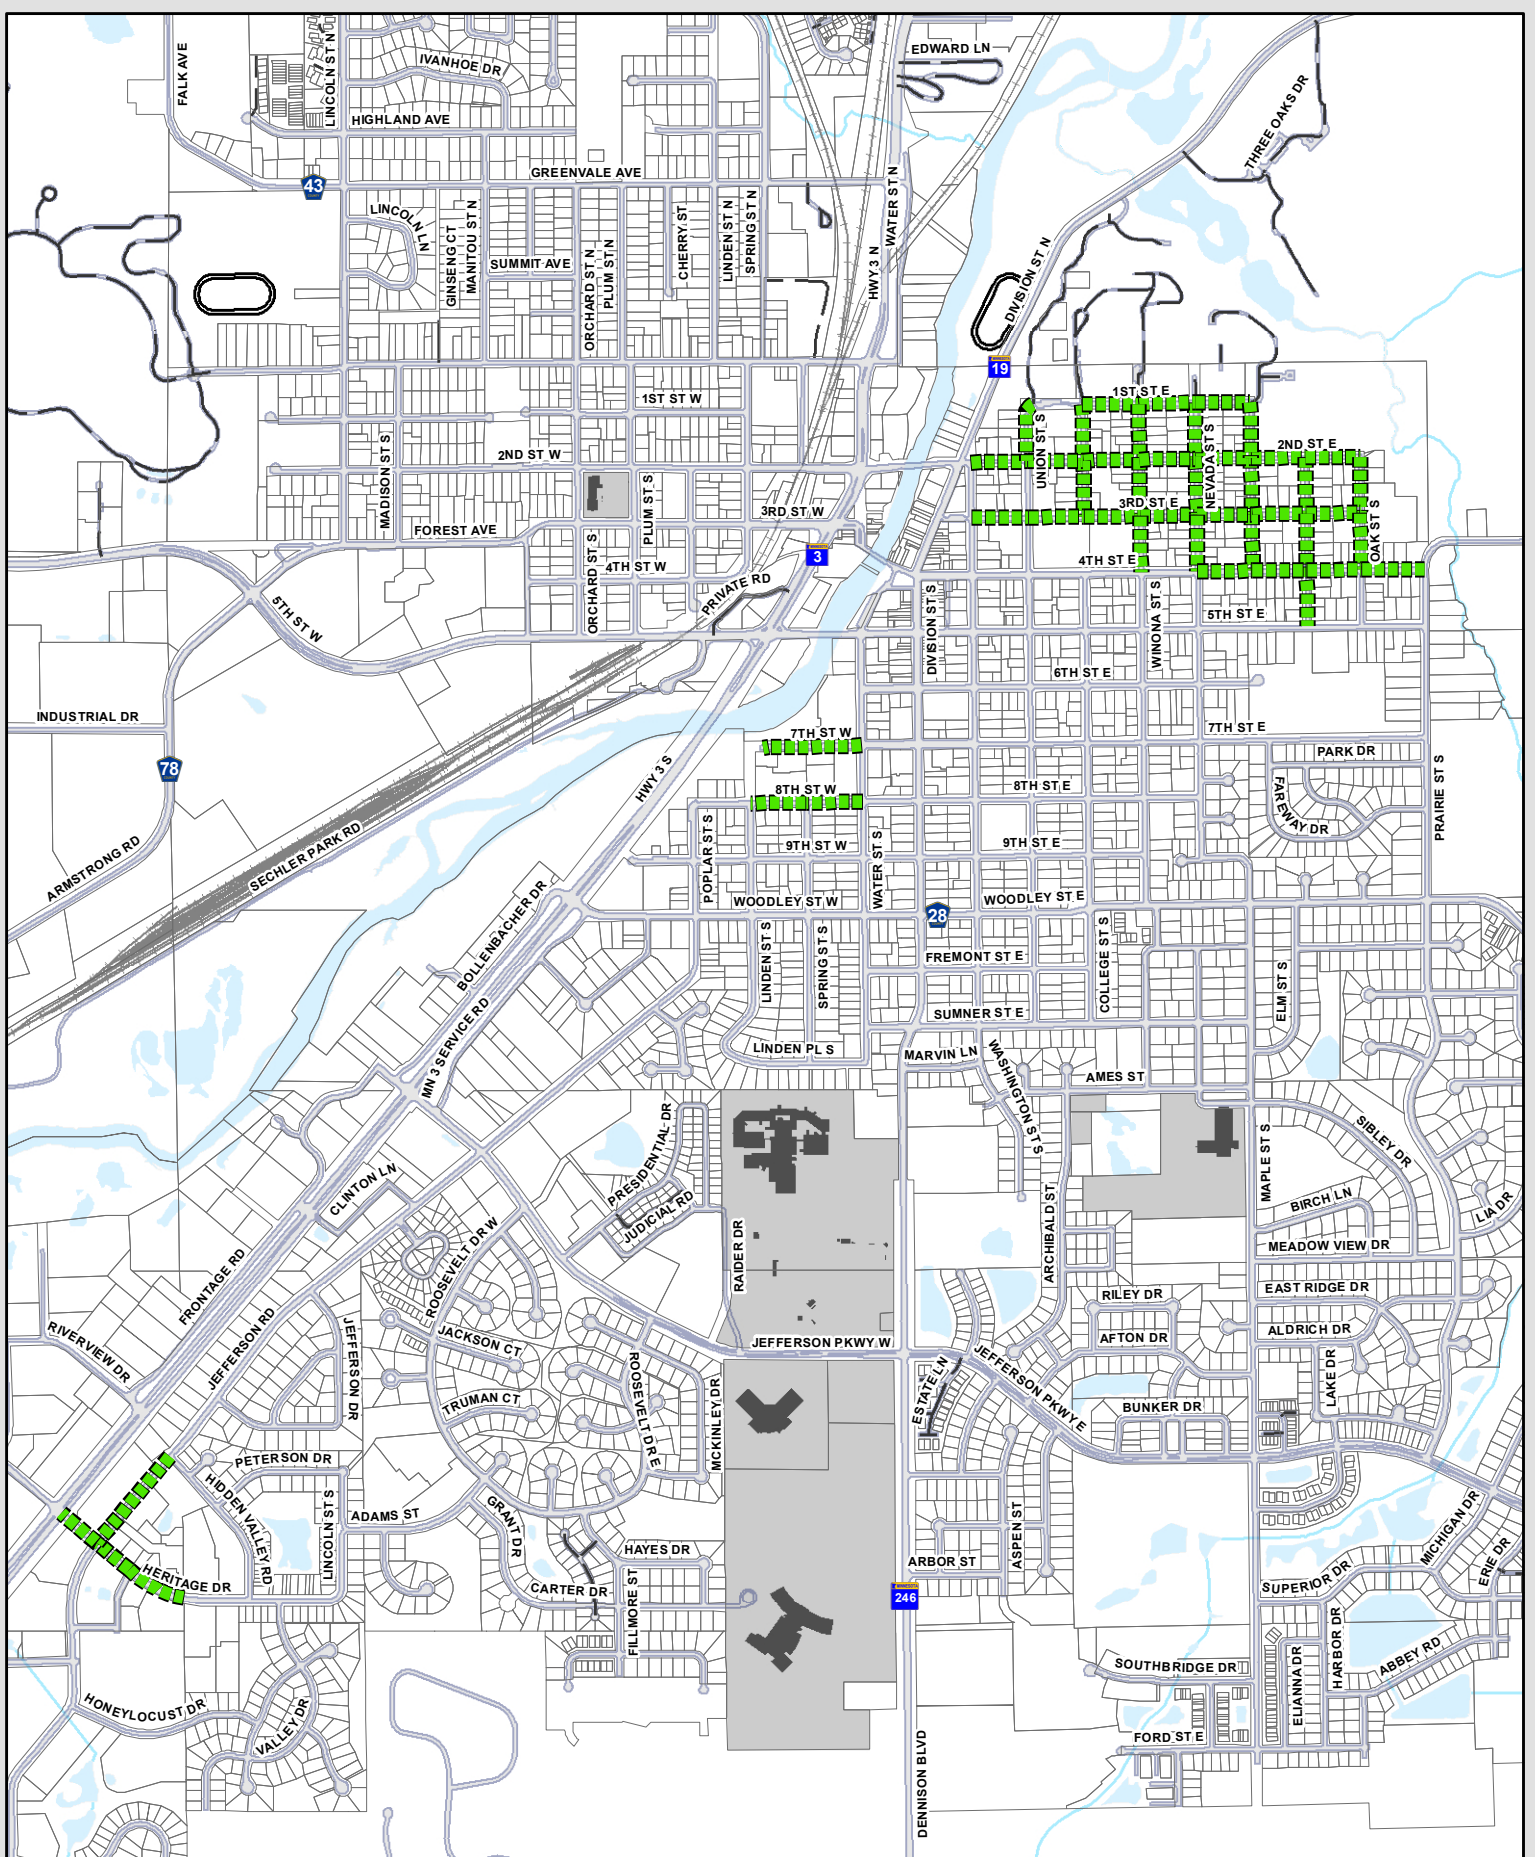 EDWARD LN
FALK AVE
LINCOLN ST N
IVANHOE DR
HIGHLAND AVE
THREE OAKS DR
GREENVALE AVE
43
WATER ST N
LINCOLN LN
GINSENG CT
MANITOU ST N
SUMMIT AVE
ORCHARD ST N
PLUM ST N
CHERRY ST
LINDEN ST N
SPRING ST N
HWY 3 N
DIVISION ST N
MINNESOTA
19
1ST ST W
1ST ST E
MADISON ST S
2ND ST W
UNION ST S
NEVADA ST S
2ND ST E
PLUM ST S
3RD ST W
3RD ST E
FOREST AVE
OAK ST S
MINNESOTA
3
ORCHARD ST S
4TH ST W
4TH ST E
PRIVATE RD
5TH ST W
DIVISION ST S
WINONA ST S
5TH ST E
6TH ST E
INDUSTRIAL DR
7TH ST W
7TH ST E
78
HWY 3 S
PARK DR
PRAIRIE ST S
8TH ST W
8TH ST E
FAREWAY DR
ARMSTRONG RD
SECHLER PARK RD
POPLAR ST S
9TH ST W
WATER ST S
9TH ST E
BOLLENBACHER DR
WOODLEY ST W
28
WOODLEY ST E
LINDEN ST S
SPRING ST S
FREMONT ST E
COLLEGE ST S
ELM ST S
MN 3 SERVICE RD
SUMNER ST E
LINDEN PL S
MARVIN LN
WASHINGTON ST S
AMES ST
PRESIDENTIAL DR
SIBLEY DR
MAPLE ST S
CLINTON LN
JUDICIAL RD
ARCHIBALD ST
BIRCH LN
LIA DR
RAIDER DR
ROOSEVELT DR W
MEADOW VIEW DR
FRONTAGE RD
EAST RIDGE DR
RILEY DR
RIVERVIEW DR
JEFFERSON RD
JEFFERSON DR
JACKSON CT
JEFFERSON PKWY W
AFTON DR
ALDRICH DR
ROOSEVELT DR E
MCKINLEY DR
ESTATE LN
JEFFERSON PKWY E
LAKE DR
TRUMAN CT
BUNKER DR
PETERSON DR
HIDDEN VALLEY RD
LINCOLN ST S
ADAMS ST
GRANT DR
HAYES DR
ASPEN ST
MICHIGAN DR
ERIE DR
HERITAGE DR
CARTER DR
FILLMORE ST
ARBOR ST
MINNESOTA
246
SUPERIOR DR
HARBOR DR
ELIANNA DR
ABBEY RD
SOUTHBRIDGE DR
HONEYLOCUST DR
VALLEY DR
FORD ST E
DENNISON BLVD